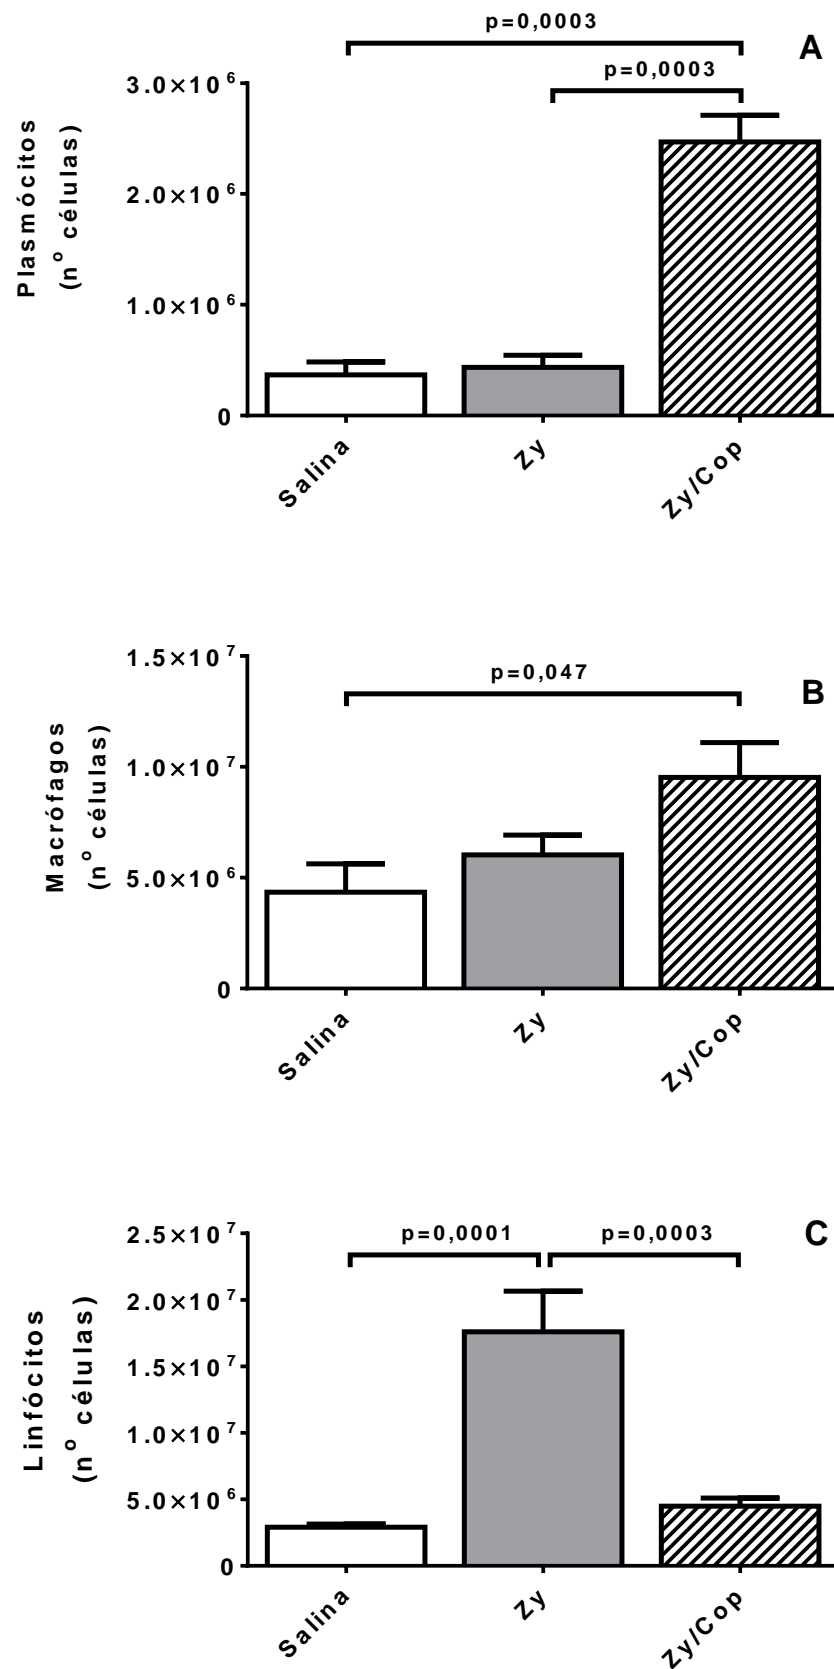 p=0,0003
A
p=0,0003
3.0×10⁶
2.0×10⁶
1.0×10⁶
0
Plasmócitos
(nº células)
Salina
Zy
Zy/Cop
1.5×10⁷
p=0,047
B
1.0×10⁷
5.0×10⁶
0
Macrófagos
(nº células)
Salina
Zy
Zy/Cop
2.5×10⁷
p=0,0001
p=0,0003
C
2.0×10⁷
1.5×10⁷
1.0×10⁷
5.0×10⁶
0
Linfócitos
(nº células)
Salina
Zy
Zy/Cop